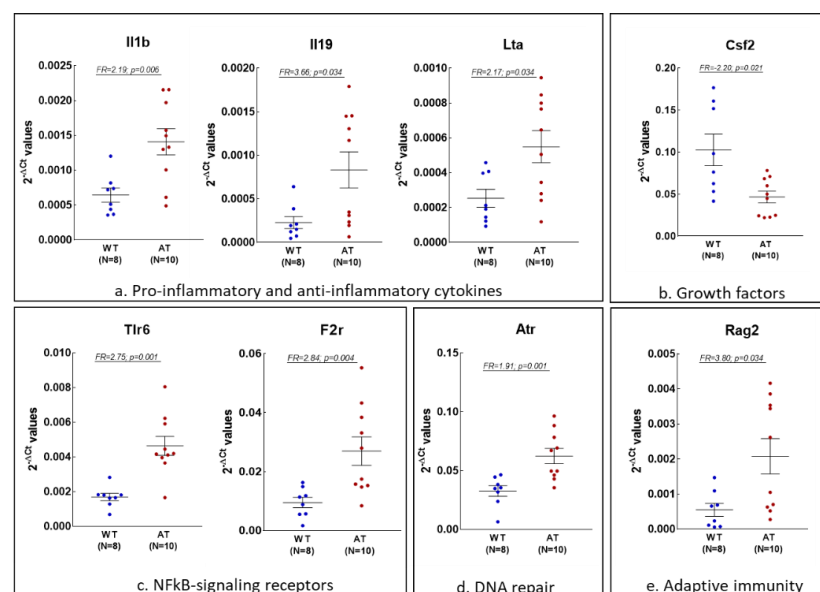 Il1b
FR=2.19; p=0.006
2^-ΔCt values
0.0025
0.0020
0.0015
0.0010
0.0005
0.0000
WT
(N=8)
AT
(N=10)
Il19
FR=3.66; p=0.034
0.0020
0.0015
0.0010
0.0005
0.0000
2^-ΔCt values
WT
(N=8)
AT
(N=10)
Lta
FR=2.17; p=0.034
0.0010
0.0008
0.0006
0.0004
0.0002
0.0000
2^-ΔCt values
WT
(N=8)
AT
(N=10)
a. Pro-inflammatory and anti-inflammatory cytokines
Csf2
FR=-2.20; p=0.021
0.20
0.15
0.10
0.05
0.00
2^-ΔCt values
WT
(N=8)
AT
(N=10)
b. Growth factors
Tlr6
FR=2.75; p=0.001
0.010
0.008
0.006
0.004
0.002
0.000
2^-ΔCt values
WT
(N=8)
AT
(N=10)
F2r
FR=2.84; p=0.004
0.06
0.04
0.02
0.00
2^-ΔCt values
WT
(N=8)
AT
(N=10)
c. NFkB-signaling receptors
Atr
FR=1.91; p=0.001
0.15
0.10
0.05
0.00
2^-ΔCt values
WT
(N=8)
AT
(N=10)
d. DNA repair
Rag2
FR=3.80; p=0.034
0.005
0.004
0.003
0.002
0.001
0.000
2^-ΔCt values
WT
(N=8)
AT
(N=10)
e. Adaptive immunity